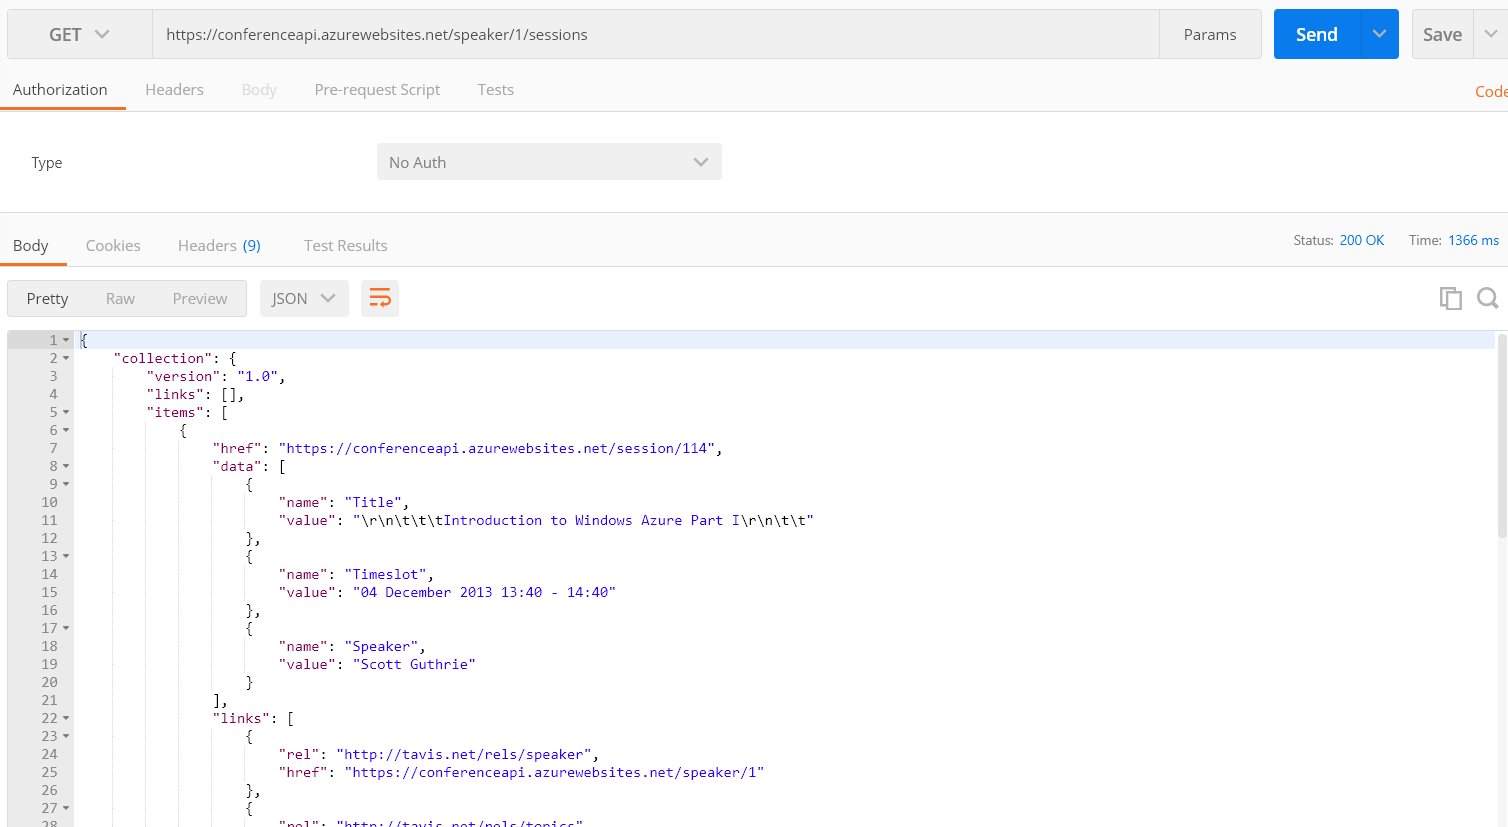 GET https://conferenceapi.azurewebsites.net/speaker/1/sessions Params Send Save
Authorization Headers Body Pre-request Script Tests Code
Type No Auth
Body Cookies Headers (9) Test Results Status: 200 OK Time: 1366 ms
Pretty Raw Preview JSON
1 {
2 "collection": {
3 "version": "1.0",
4 "links": [],
5 "items": [
6 {
7 "href": "https://conferenceapi.azurewebsites.net/session/114",
8 "data": [
9 {
10 "name": "Title",
11 "value": "\r\n\t\t\tIntroduction to Windows Azure Part I\r\n\t\t"
12 },
13 {
14 "name": "Timeslot",
15 "value": "04 December 2013 13:40 - 14:40"
16 },
17 {
18 "name": "Speaker",
19 "value": "Scott Guthrie"
20 }
21 ],
22 "links": [
23 {
24 "rel": "http://tavis.net/rels/speaker",
25 "href": "https://conferenceapi.azurewebsites.net/speaker/1"
26 },
27 {
28 "rel": "http://tavis.net/rels/topics"